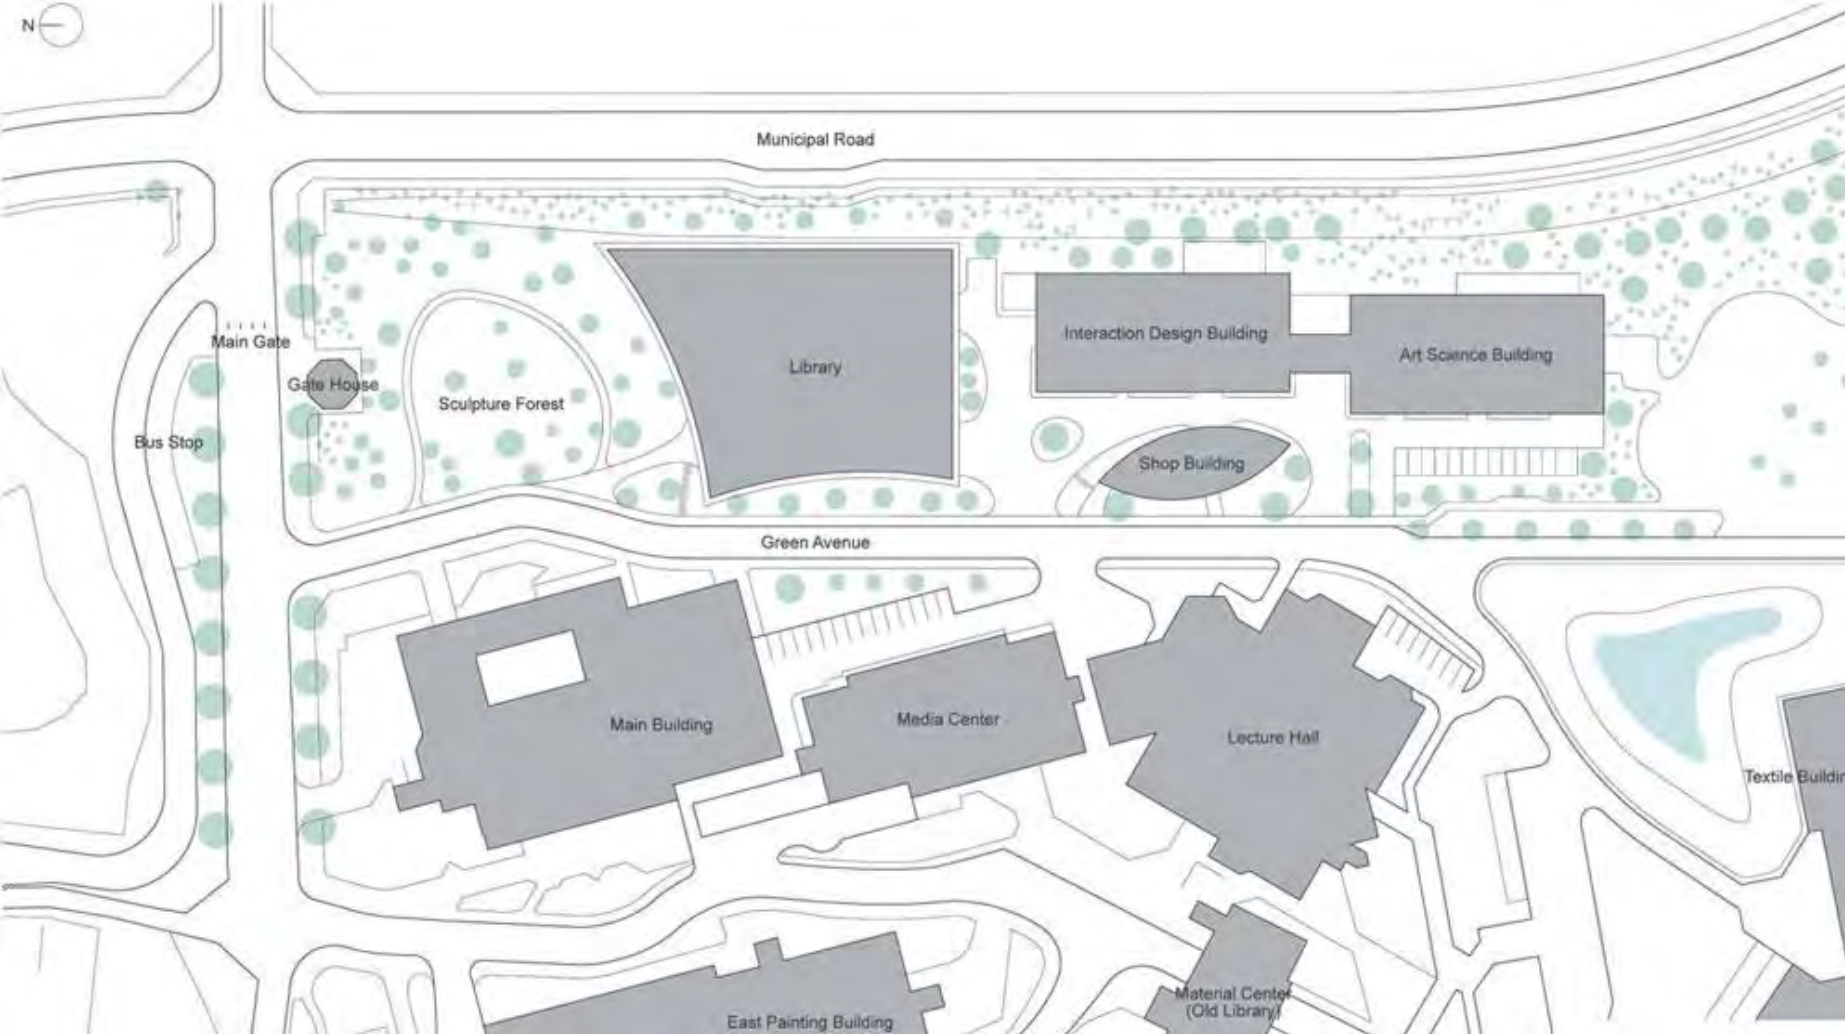 N
Municipal Road
Main Gate
Gate House
Bus Stop
Sculpture Forest
Library
Interaction Design Building
Art Science Building
Shop Building
Green Avenue
Main Building
Media Center
Lecture Hall
Textile Buildin
Material Center
(Old Library)
East Painting Building